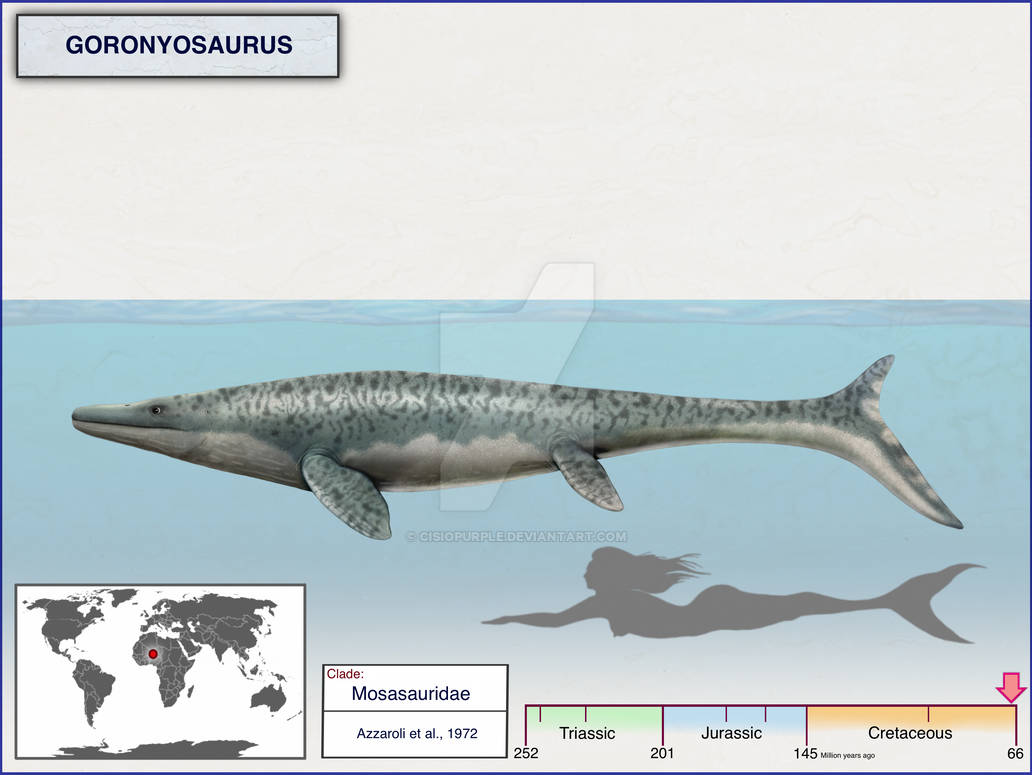 GORONYOSAURUS
© CISIOPURPLE.DEVIANTART.COM
Clade:
Mosasauridae
Azzaroli et al., 1972
Triassic
Jurassic
Cretaceous
252
201
145 Million years ago
66